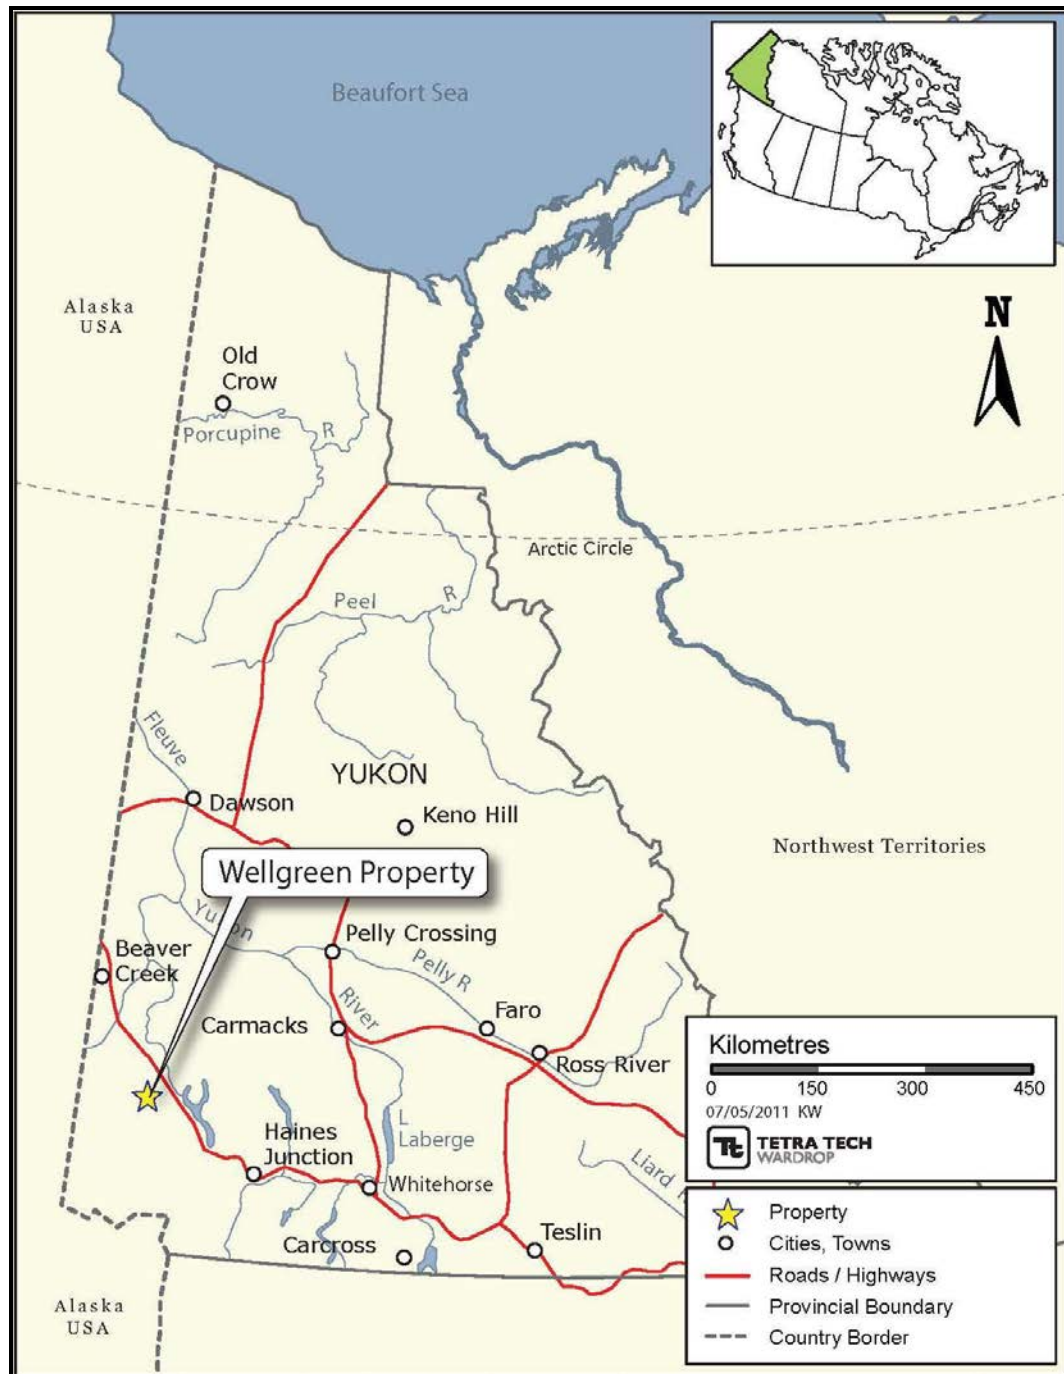 Beaufort Sea
N
Alaska
USA
Old
Crow
Porcupine R
Arctic Circle
Peel R
Fleuve
YUKON
Dawson
Keno Hill
Northwest Territories
Wellgreen Property
Yukon
Pelly Crossing
Beaver
Creek
Pelly R
River
Faro
Carmacks
Ross River
L
Laberge
Haines
Junction
Liard
Whitehorse
Teslin
Carcross
Alaska
USA
Kilometres
0 150 300 450
07/05/2011 KW
Tt TETRA TECH
WARDROP
Property
Cities, Towns
Roads / Highways
Provincial Boundary
Country Border